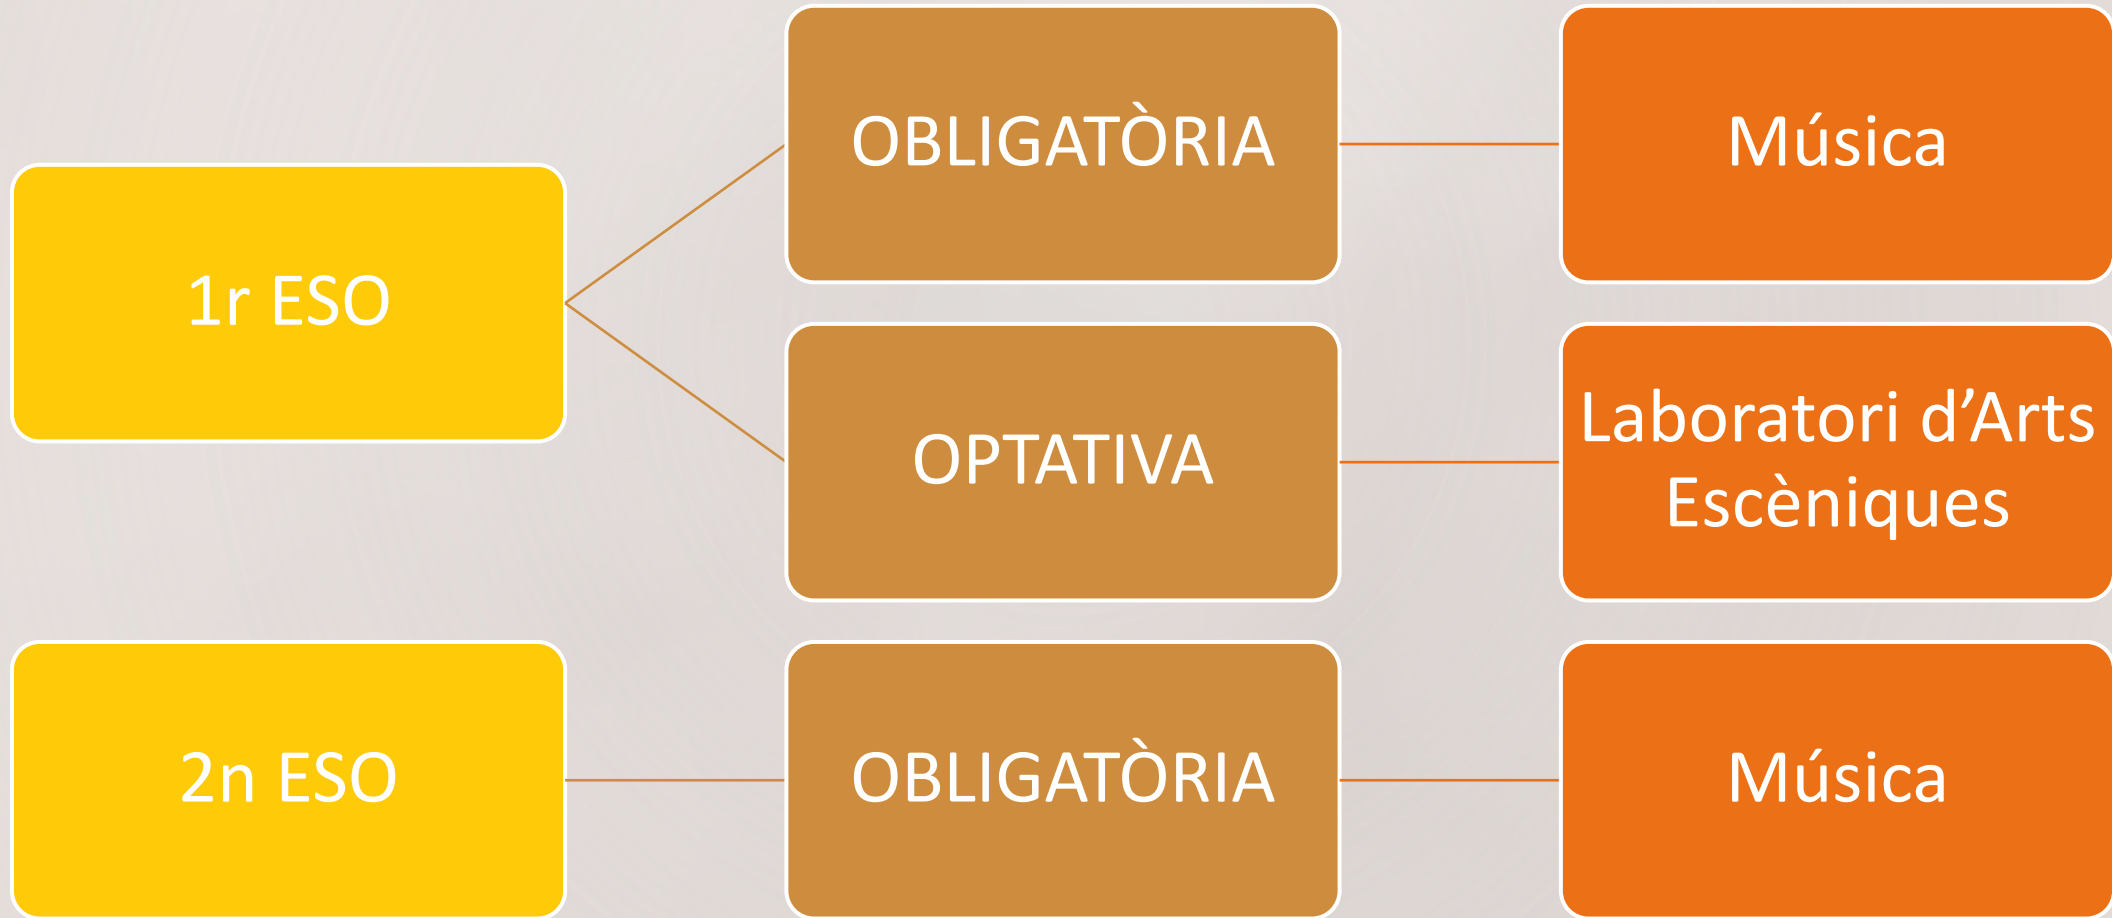 1r ESO
OBLIGATÒRIA
Música
OPTATIVA
Laboratori d’Arts
Escèniques
2n ESO
OBLIGATÒRIA
Música